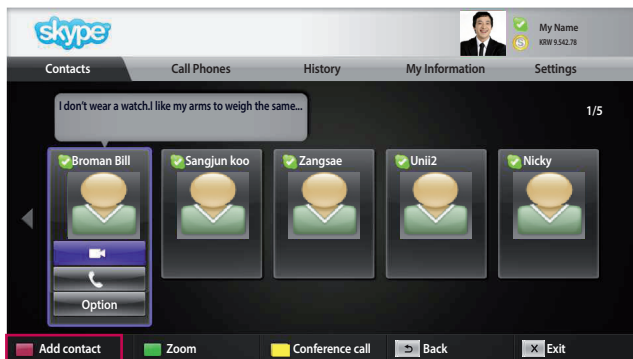 skype
My Name
KRW 9.542.78
Contacts Call Phones History My Information Settings
I don't wear a watch.I like my arms to weigh the same...
1/5
Broman Bill Sangjun koo Zangsae Unii2 Nicky
Option
Add contact Zoom Conference call Back X Exit